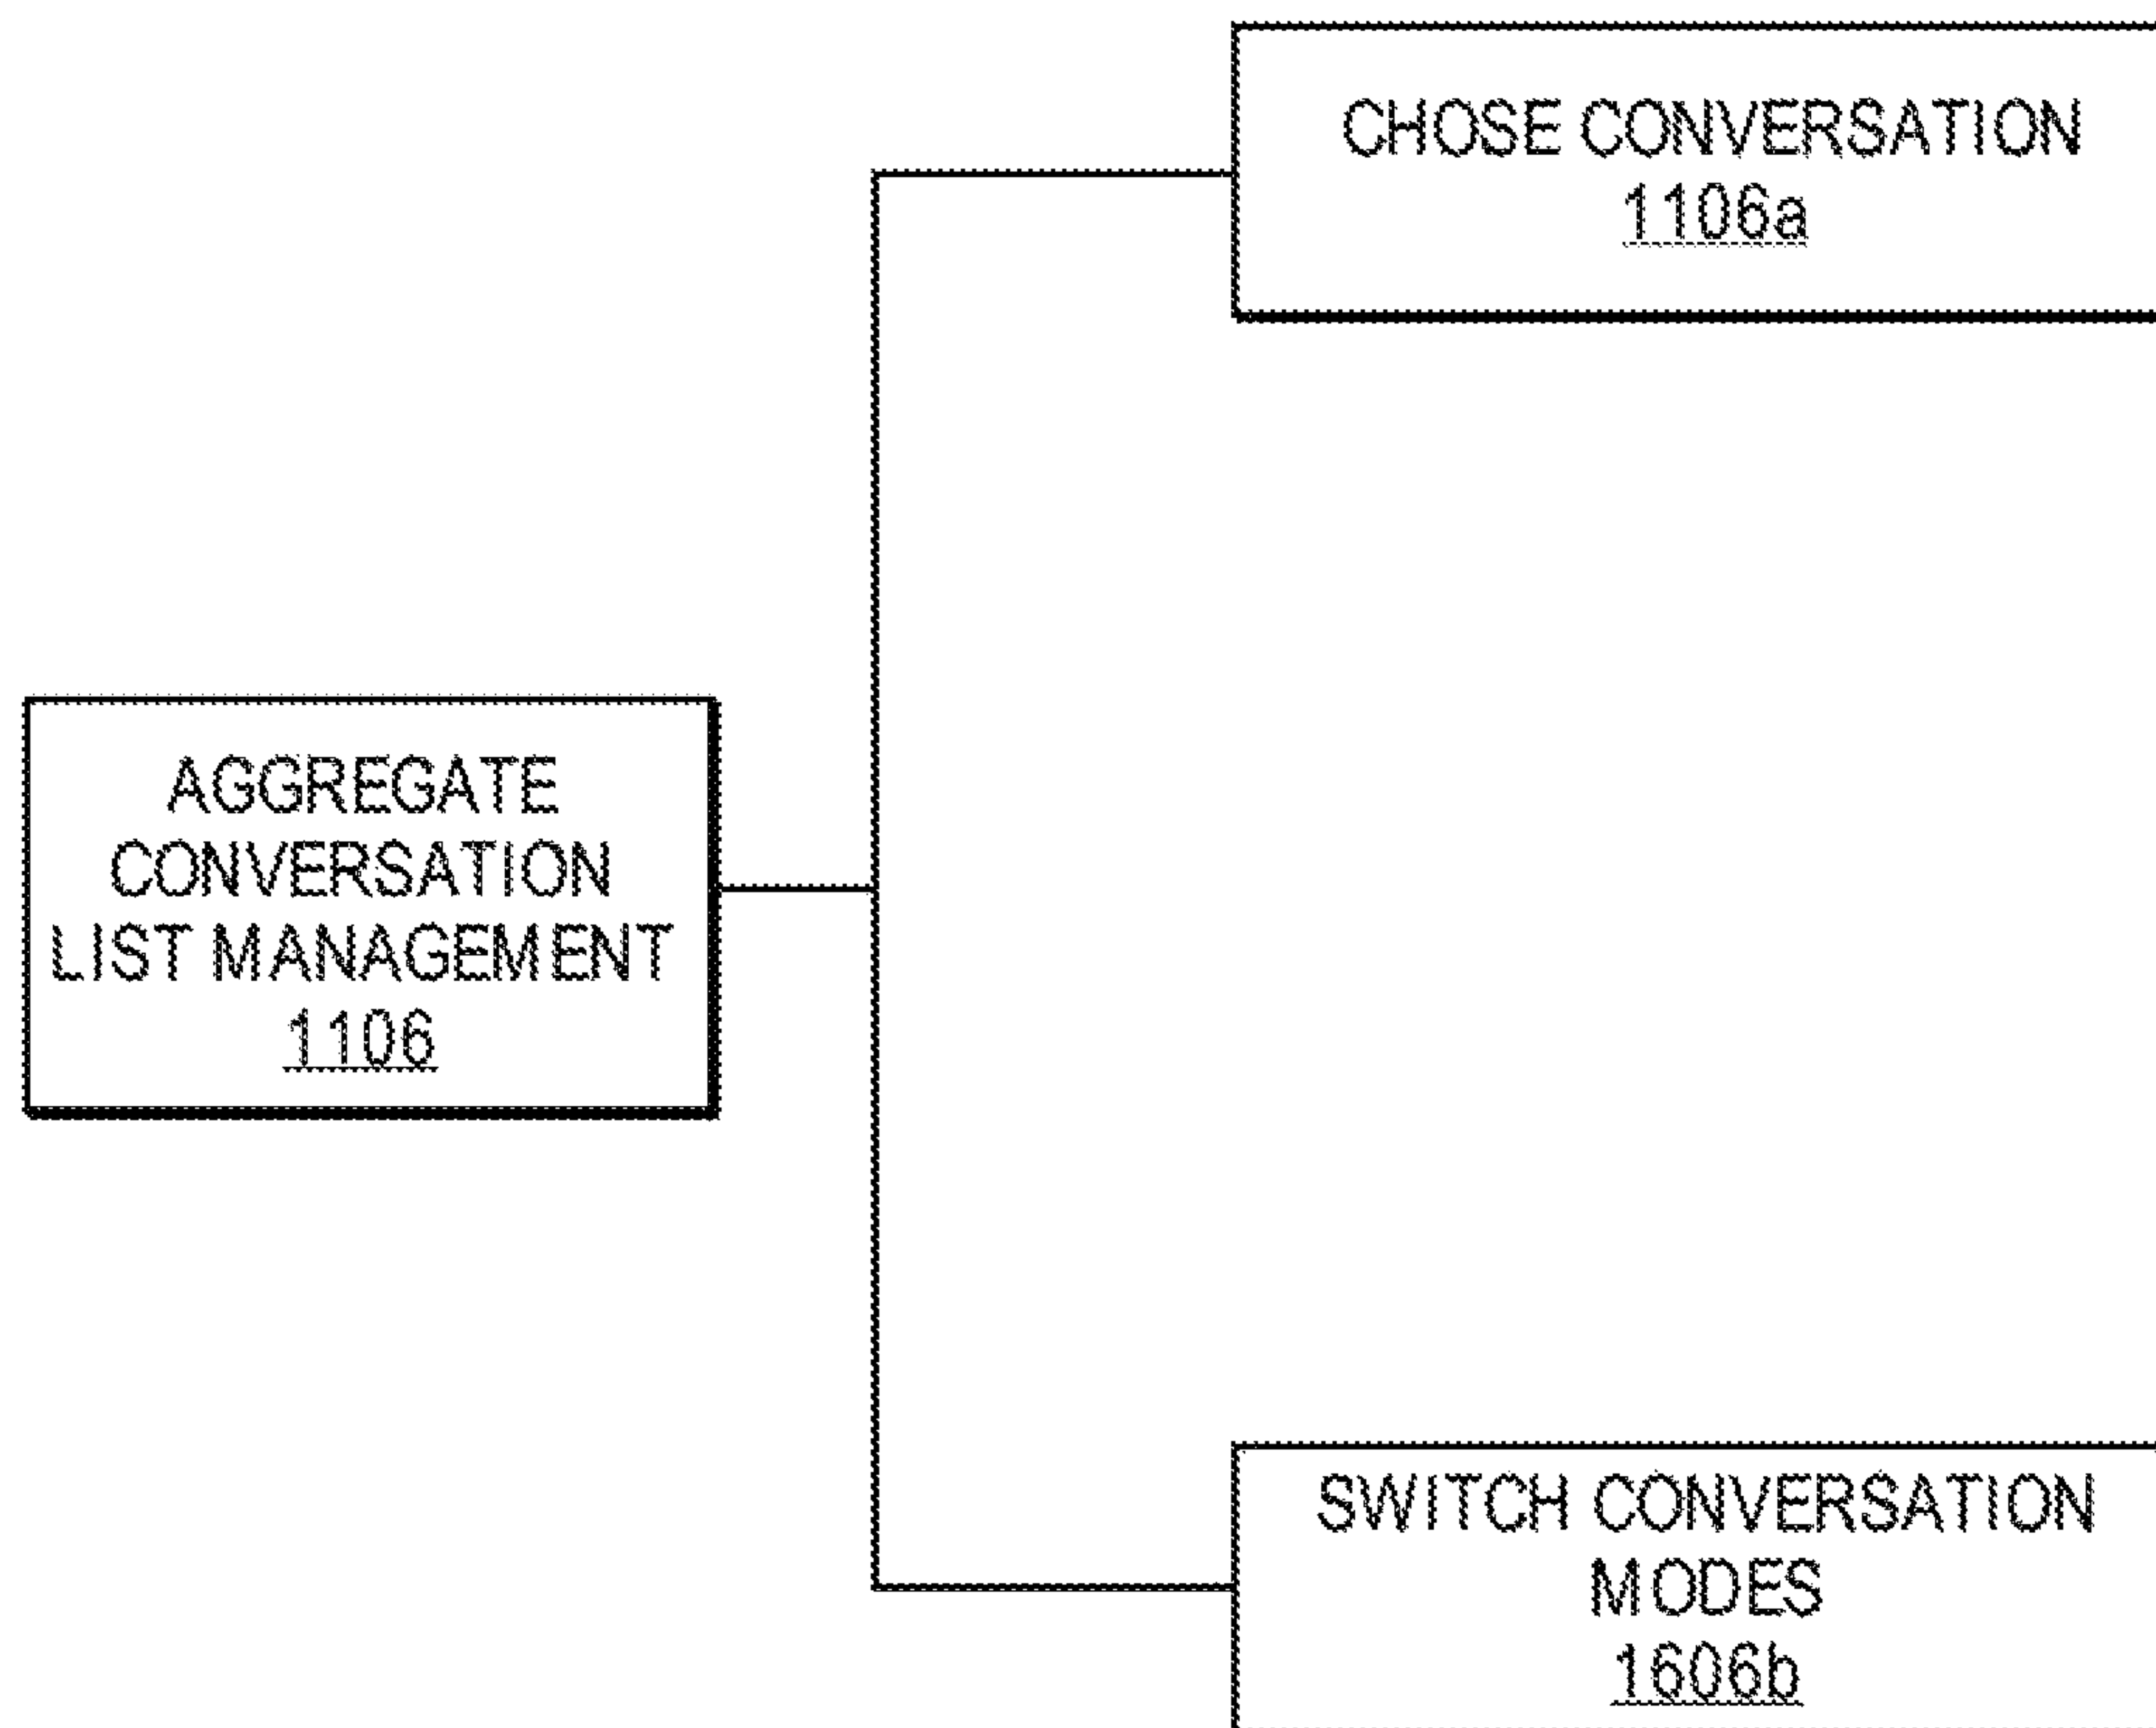 CHOSE CONVERSATION
1106a
AGGREGATE
CONVERSATION
LIST MANAGEMENT
1106
SWITCH CONVERSATION
MODES
1606b